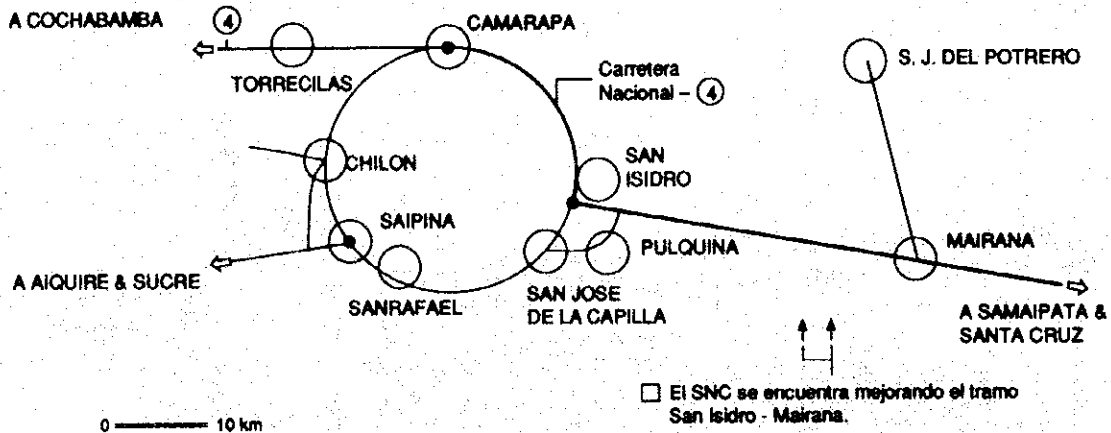 A COCHABAMBA
4
CAMARAPA
TORRECILAS
Carretera
Nacional – 4
S. J. DEL POTRERO
CHILON
SAN
ISIDRO
SAIPINA
PULQUINA
MAIRANA
A AIQUIRE & SUCRE
SANRAFAEL
SAN JOSE
DE LA CAPILLA
A SAMAIPATA &
SANTA CRUZ
El SNC se encuentra mejorando el tramo
San Isidro - Mairana.
0 10 km